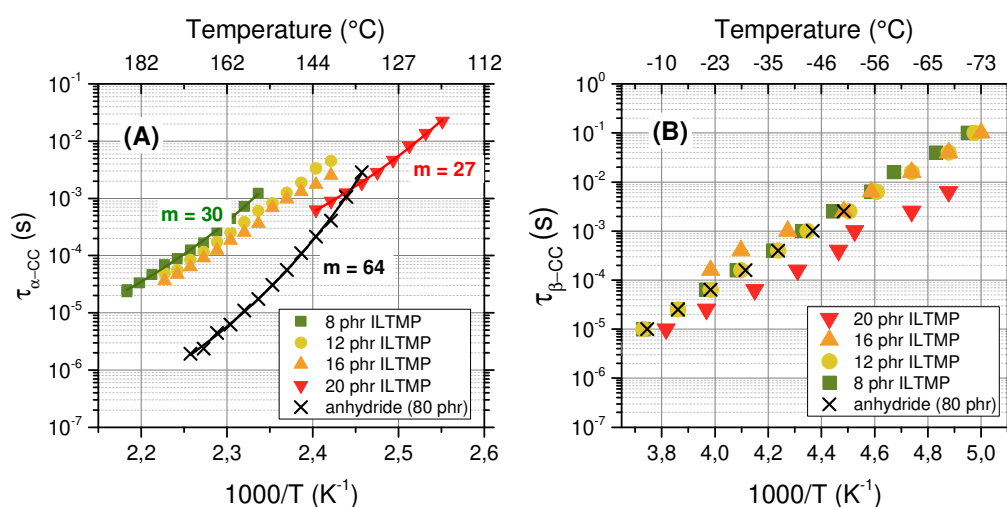 Temperature (°C)
182 162 144 127 112
10⁻¹
10⁻²
10⁻³
10⁻⁴
10⁻⁵
10⁻⁶
10⁻⁷
τα–CC (s)
(A)
m = 30
m = 27
m = 64
8 phr ILTMP
12 phr ILTMP
16 phr ILTMP
20 phr ILTMP
anhydride (80 phr)
2,2 2,3 2,4 2,5 2,6
1000/T (K⁻¹)
Temperature (°C)
-10 -23 -35 -46 -56 -65 -73
10⁰
10⁻¹
10⁻²
10⁻³
10⁻⁴
10⁻⁵
10⁻⁶
10⁻⁷
τβ–CC (s)
(B)
20 phr ILTMP
16 phr ILTMP
12 phr ILTMP
8 phr ILTMP
anhydride (80 phr)
3,8 4,0 4,2 4,4 4,6 4,8 5,0
1000/T (K⁻¹)